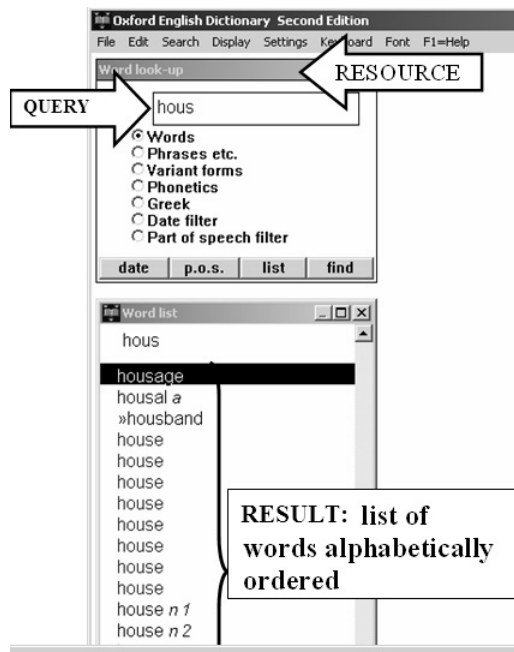 Oxford English Dictionary Second Edition
File Edit Search Display Settings Keyboard Font F1=Help
Word look-up
RESOURCE
QUERY
hous
Words
Phrases etc.
Variant forms
Phonetics
Greek
Date filter
Part of speech filter
date p.o.s. list find
Word list
hous
housage
housal a
»housband
house
house
house
house
house
house
house
house
house n 1
house n 2
RESULT: list of
words alphabetically
ordered